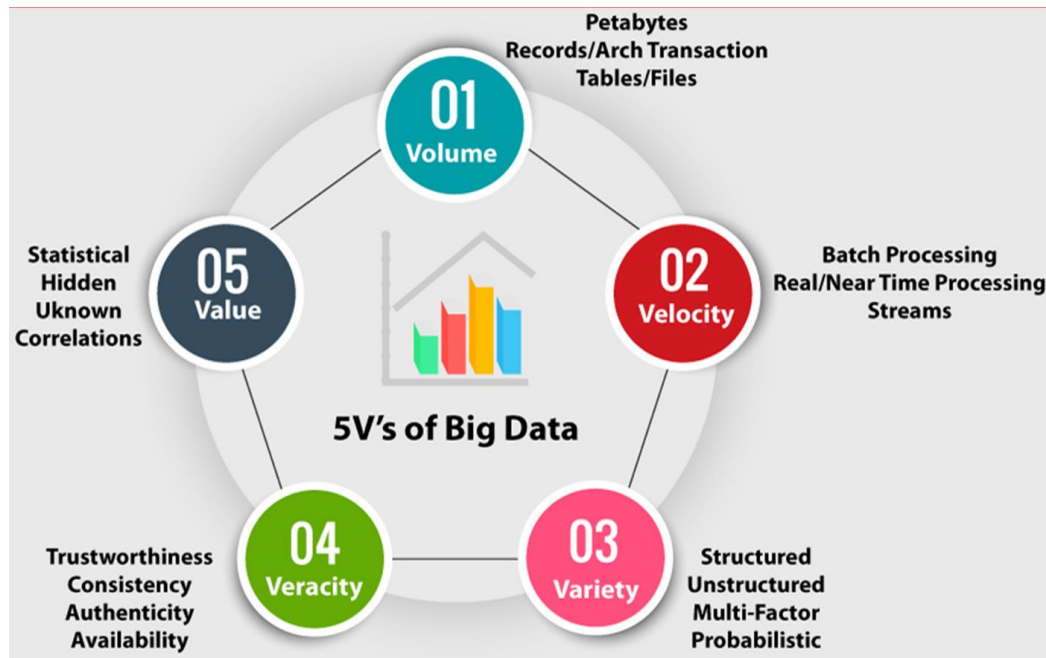 Petabytes
Records/Arch Transaction
Tables/Files
01
Volume
02
Velocity
Batch Processing
Real/Near Time Processing
Streams
03
Variety
Structured
Unstructured
Multi-Factor
Probabilistic
04
Veracity
Trustworthiness
Consistency
Authenticity
Availability
05
Value
Statistical
Hidden
Uknown
Correlations
5V's of Big Data